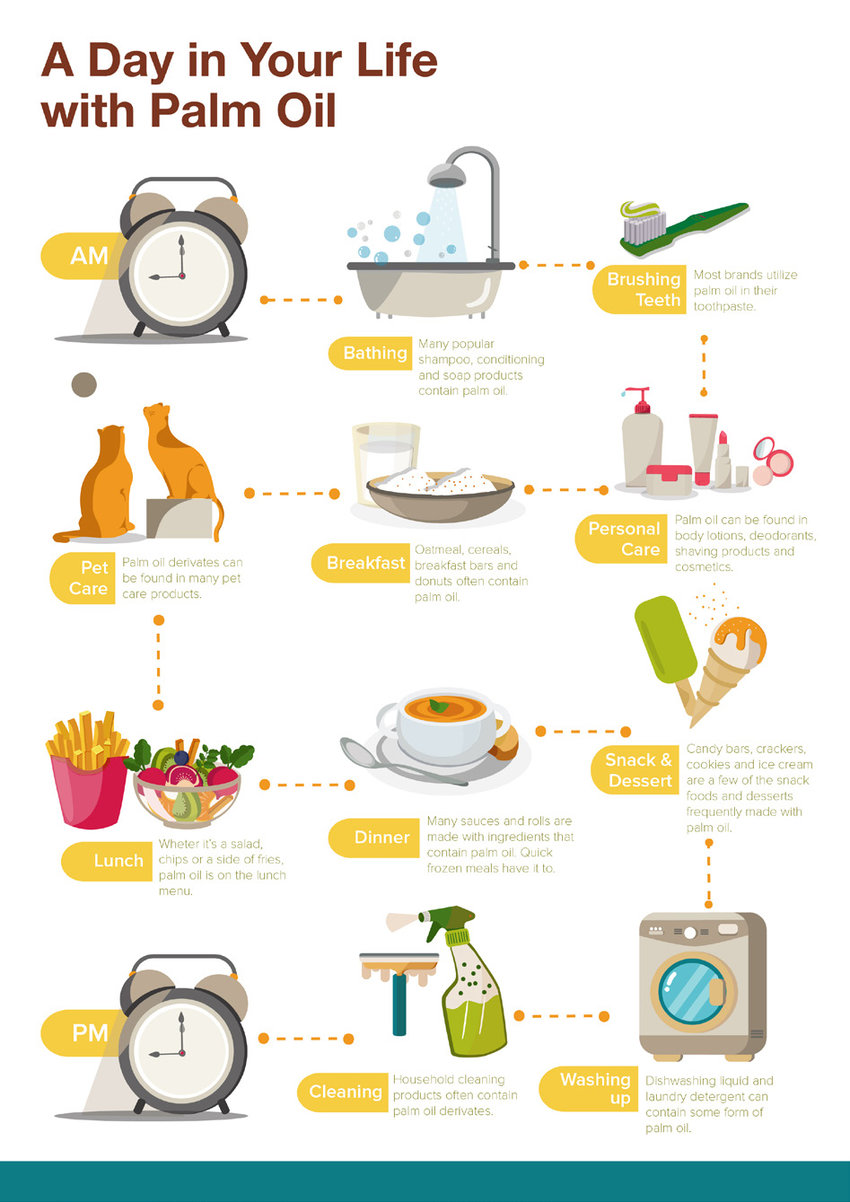 A Day in Your Life
with Palm Oil
AM
Bathing
Many popular
shampoo, conditioning
and soap products
contain palm oil.
Brushing
Teeth
Most brands utilize
palm oil in their
toothpaste.
Personal
Care
Palm oil can be found in
body lotions, deodorants,
shaving products and
cosmetics.
Breakfast
Oatmeal, cereals,
breakfast bars and
donuts often contain
palm oil.
Pet
Care
Palm oil derivates can
be found in many pet
care products.
Lunch
Wheter it's a salad,
chips or a side of fries,
palm oil is on the lunch
menu.
Dinner
Many sauces and rolls are
made with ingredients that
contain palm oil. Quick
frozen meals have it to.
Snack &
Dessert
Candy bars, crackers,
cookies and ice cream
are a few of the snack
foods and desserts
frequently made with
palm oil.
Washing
up
Dishwashing liquid and
laundry detergent can
contain some form of
palm oil.
Cleaning
Household cleaning
products often contain
palm oil derivates.
PM